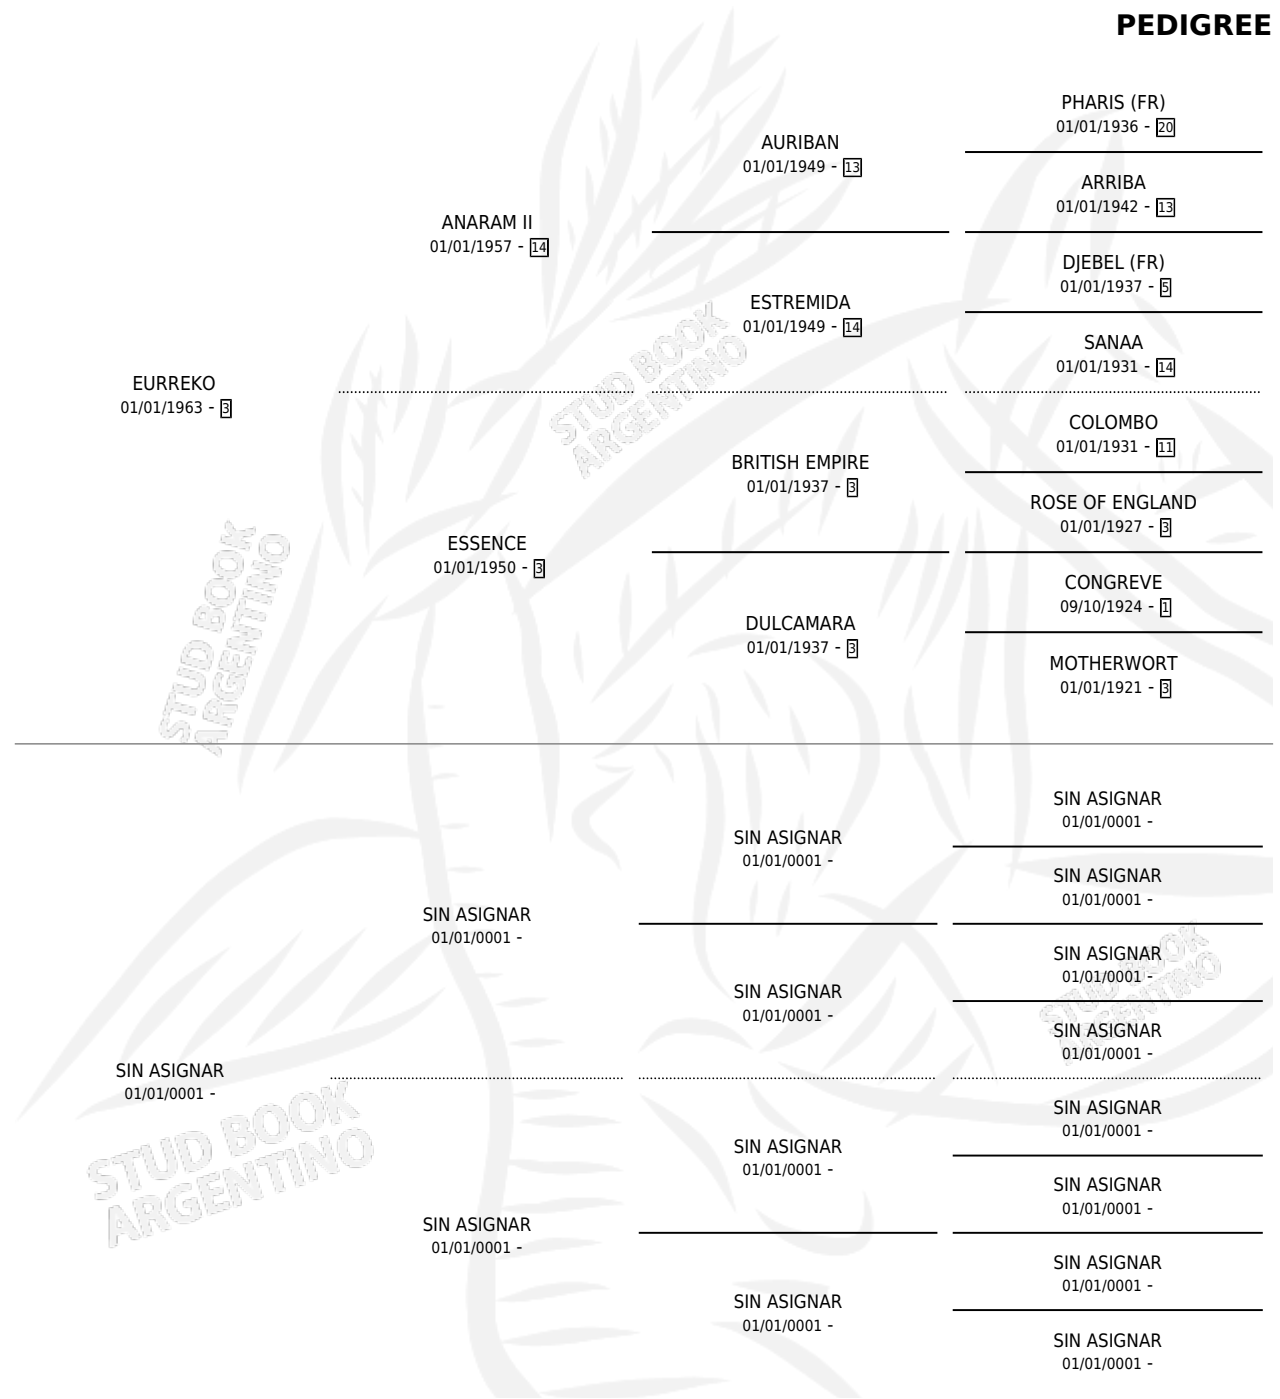 PEDIGREE
PHARIS (FR)
01/01/1936 - 20
AURIBAN
01/01/1949 - 13
ARRIBA
01/01/1942 - 13
ANARAM II
01/01/1957 - 14
DJEBEL (FR)
01/01/1937 - 5
ESTREMIDA
01/01/1949 - 14
SANAA
01/01/1931 - 14
EURREKO
01/01/1963 - 3
COLOMBO
01/01/1931 - 11
BRITISH EMPIRE
01/01/1937 - 3
ROSE OF ENGLAND
01/01/1927 - 3
ESSENCE
01/01/1950 - 3
CONGREVE
09/10/1924 - 1
DULCAMARA
01/01/1937 - 3
MOTHERWORT
01/01/1921 - 3
SIN ASIGNAR
01/01/0001 -
SIN ASIGNAR
01/01/0001 -
SIN ASIGNAR
01/01/0001 -
SIN ASIGNAR
01/01/0001 -
SIN ASIGNAR
01/01/0001 -
SIN ASIGNAR
01/01/0001 -
SIN ASIGNAR
01/01/0001 -
SIN ASIGNAR
01/01/0001 -
SIN ASIGNAR
01/01/0001 -
SIN ASIGNAR
01/01/0001 -
SIN ASIGNAR
01/01/0001 -
SIN ASIGNAR
01/01/0001 -
SIN ASIGNAR
01/01/0001 -
SIN ASIGNAR
01/01/0001 -
SIN ASIGNAR
01/01/0001 -
STUD BOOK
ARGENTINO
STUD BOOK
ARGENTINO
STUD BOOK
ARGENTINO
STUD BOOK
ARGENTINO